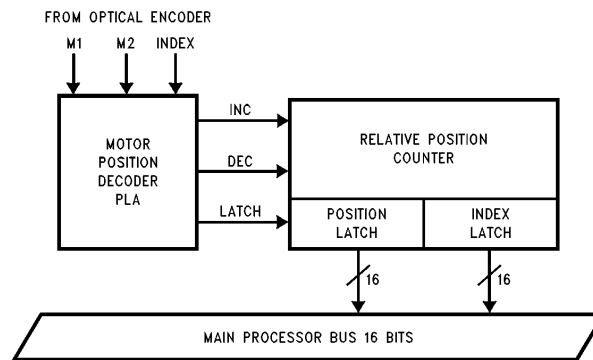 FROM OPTICAL ENCODER
M1 M2 INDEX
MOTOR
POSITION
DECODER
PLA
INC
DEC
LATCH
RELATIVE POSITION
COUNTER
POSITION
LATCH
INDEX
LATCH
16 16
MAIN PROCESSOR BUS 16 BITS